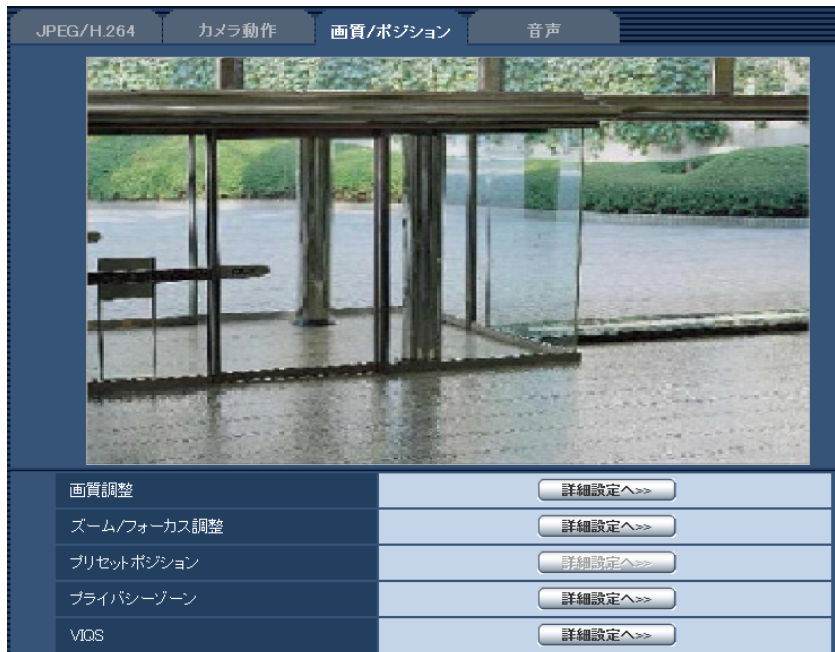 JPEG/H.264 カメラ動作 画質/ポジション 音声
画質調整 詳細設定へ>>
ズーム/フォーカス調整 詳細設定へ>>
プリセットポジション 詳細設定へ>>
プライバシーゾーン 詳細設定へ>>
VIQS 詳細設定へ>>